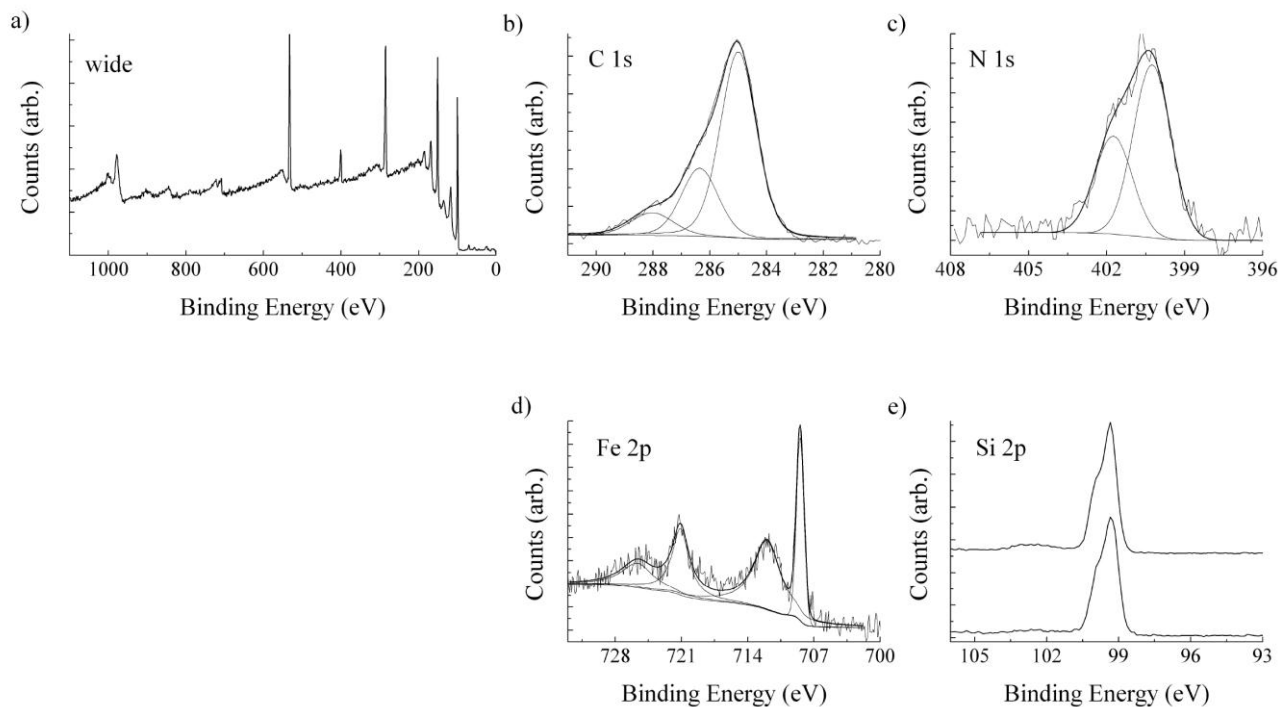 a)
wide
Counts (arb.)
1000 800 600 400 200 0
Binding Energy (eV)
b)
C 1s
Counts (arb.)
290 288 286 284 282 280
Binding Energy (eV)
c)
N 1s
Counts (arb.)
408 405 402 399 396
Binding Energy (eV)
d)
Fe 2p
Counts (arb.)
728 721 714 707 700
Binding Energy (eV)
e)
Si 2p
Counts (arb.)
105 102 99 96 93
Binding Energy (eV)